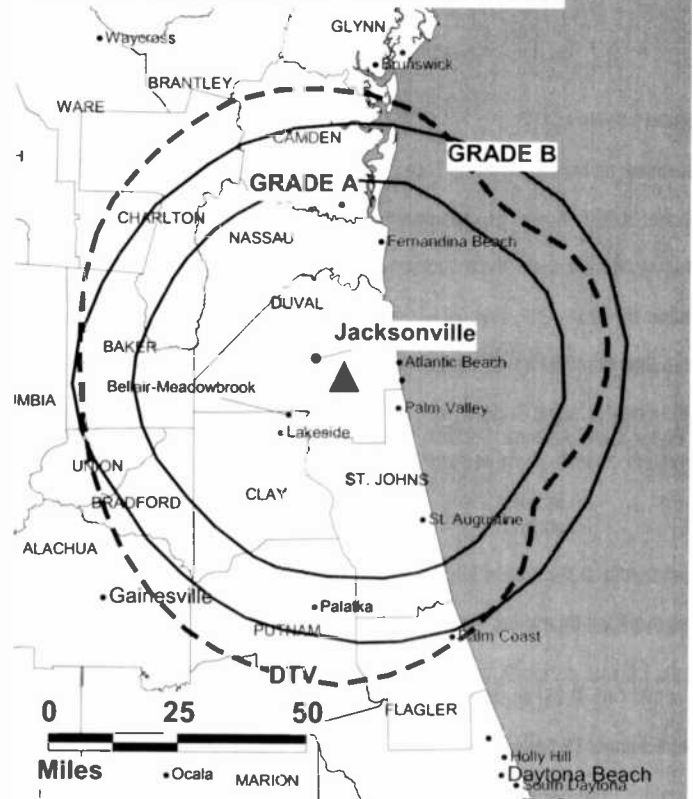 GLYNN
Waycross
Brunswick
BRANTLEY
WARE
CAMDEN
GRADE B
GRADE A
CHARLTON
NASSAU
Fernandina Beach
DUVAL
Jacksonville
BAKER
Atlantic Beach
Bellair-Meadowbrook
UMBIA
Palm Valley
Lakeside
UNION
ST. JOHNS
CLAY
BRADFORD
St. Augustine
ALACHUA
Gainesville
Palatka
PUTNAM
Palm Coast
DTV
0 25 50
FLAGLER
Miles
Holly Hill
Ocala
MARION
Daytona Beach
South Daytona